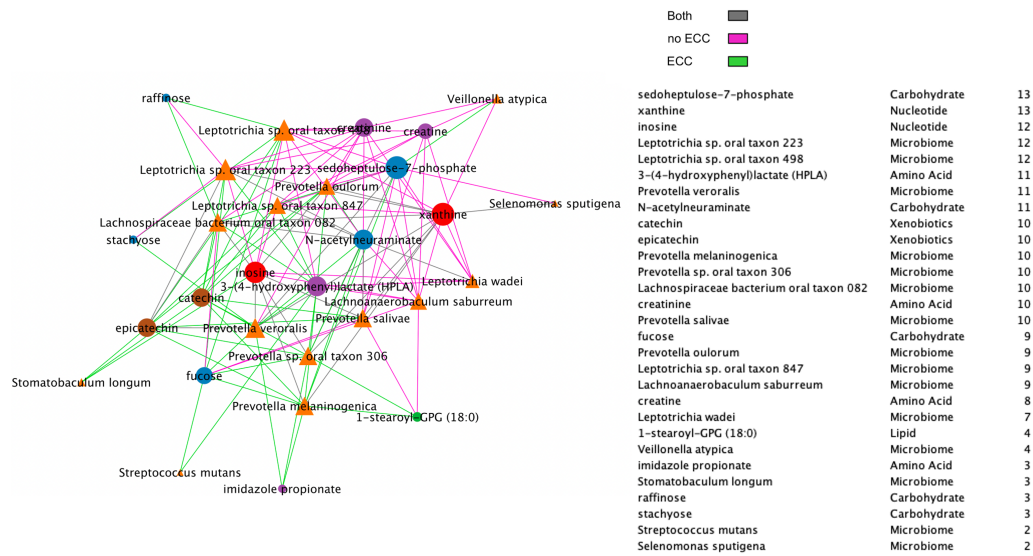 Both
no ECC
ECC
raffinose
Veillonella atypica
Leptotrichia sp. oral taxon 498
creatinine
creatine
Leptotrichia sp. oral taxon 223
sedoheptulose-7-phosphate
Prevotella oulorum
Leptotrichia sp. oral taxon 847
Selenomonas sputigena
xanthine
Lachnospiraceae bacterium oral taxon 082
stachyose
N-acetylneuraminate
inosine
3-(4-hydroxyphenyl)lactate (HPLA)
Leptotrichia wadei
catechin
Lachnoanaerobaculum saburreum
epicatechin
Prevotella veroralis
Prevotella salivae
Prevotella sp. oral taxon 306
fucose
Stomatobaculum longum
Prevotella melaninogenica
1-stearoyl-GPG (18:0)
Streptococcus mutans
imidazole propionate
sedoheptulose-7-phosphate Carbohydrate 13
xanthine Nucleotide 13
inosine Nucleotide 12
Leptotrichia sp. oral taxon 223 Microbiome 12
Leptotrichia sp. oral taxon 498 Microbiome 12
3-(4-hydroxyphenyl)lactate (HPLA) Amino Acid 11
Prevotella veroralis Microbiome 11
N-acetylneuraminate Carbohydrate 11
catechin Xenobiotics 10
epicatechin Xenobiotics 10
Prevotella melaninogenica Microbiome 10
Prevotella sp. oral taxon 306 Microbiome 10
Lachnospiraceae bacterium oral taxon 082 Microbiome 10
creatinine Amino Acid 10
Prevotella salivae Microbiome 10
fucose Carbohydrate 9
Prevotella oulorum Microbiome 9
Leptotrichia sp. oral taxon 847 Microbiome 9
Lachnoanaerobaculum saburreum Microbiome 9
creatine Amino Acid 8
Leptotrichia wadei Microbiome 7
1-stearoyl-GPG (18:0) Lipid 4
Veillonella atypica Microbiome 4
imidazole propionate Amino Acid 3
Stomatobaculum longum Microbiome 3
raffinose Carbohydrate 3
stachyose Carbohydrate 3
Streptococcus mutans Microbiome 2
Selenomonas sputigena Microbiome 2